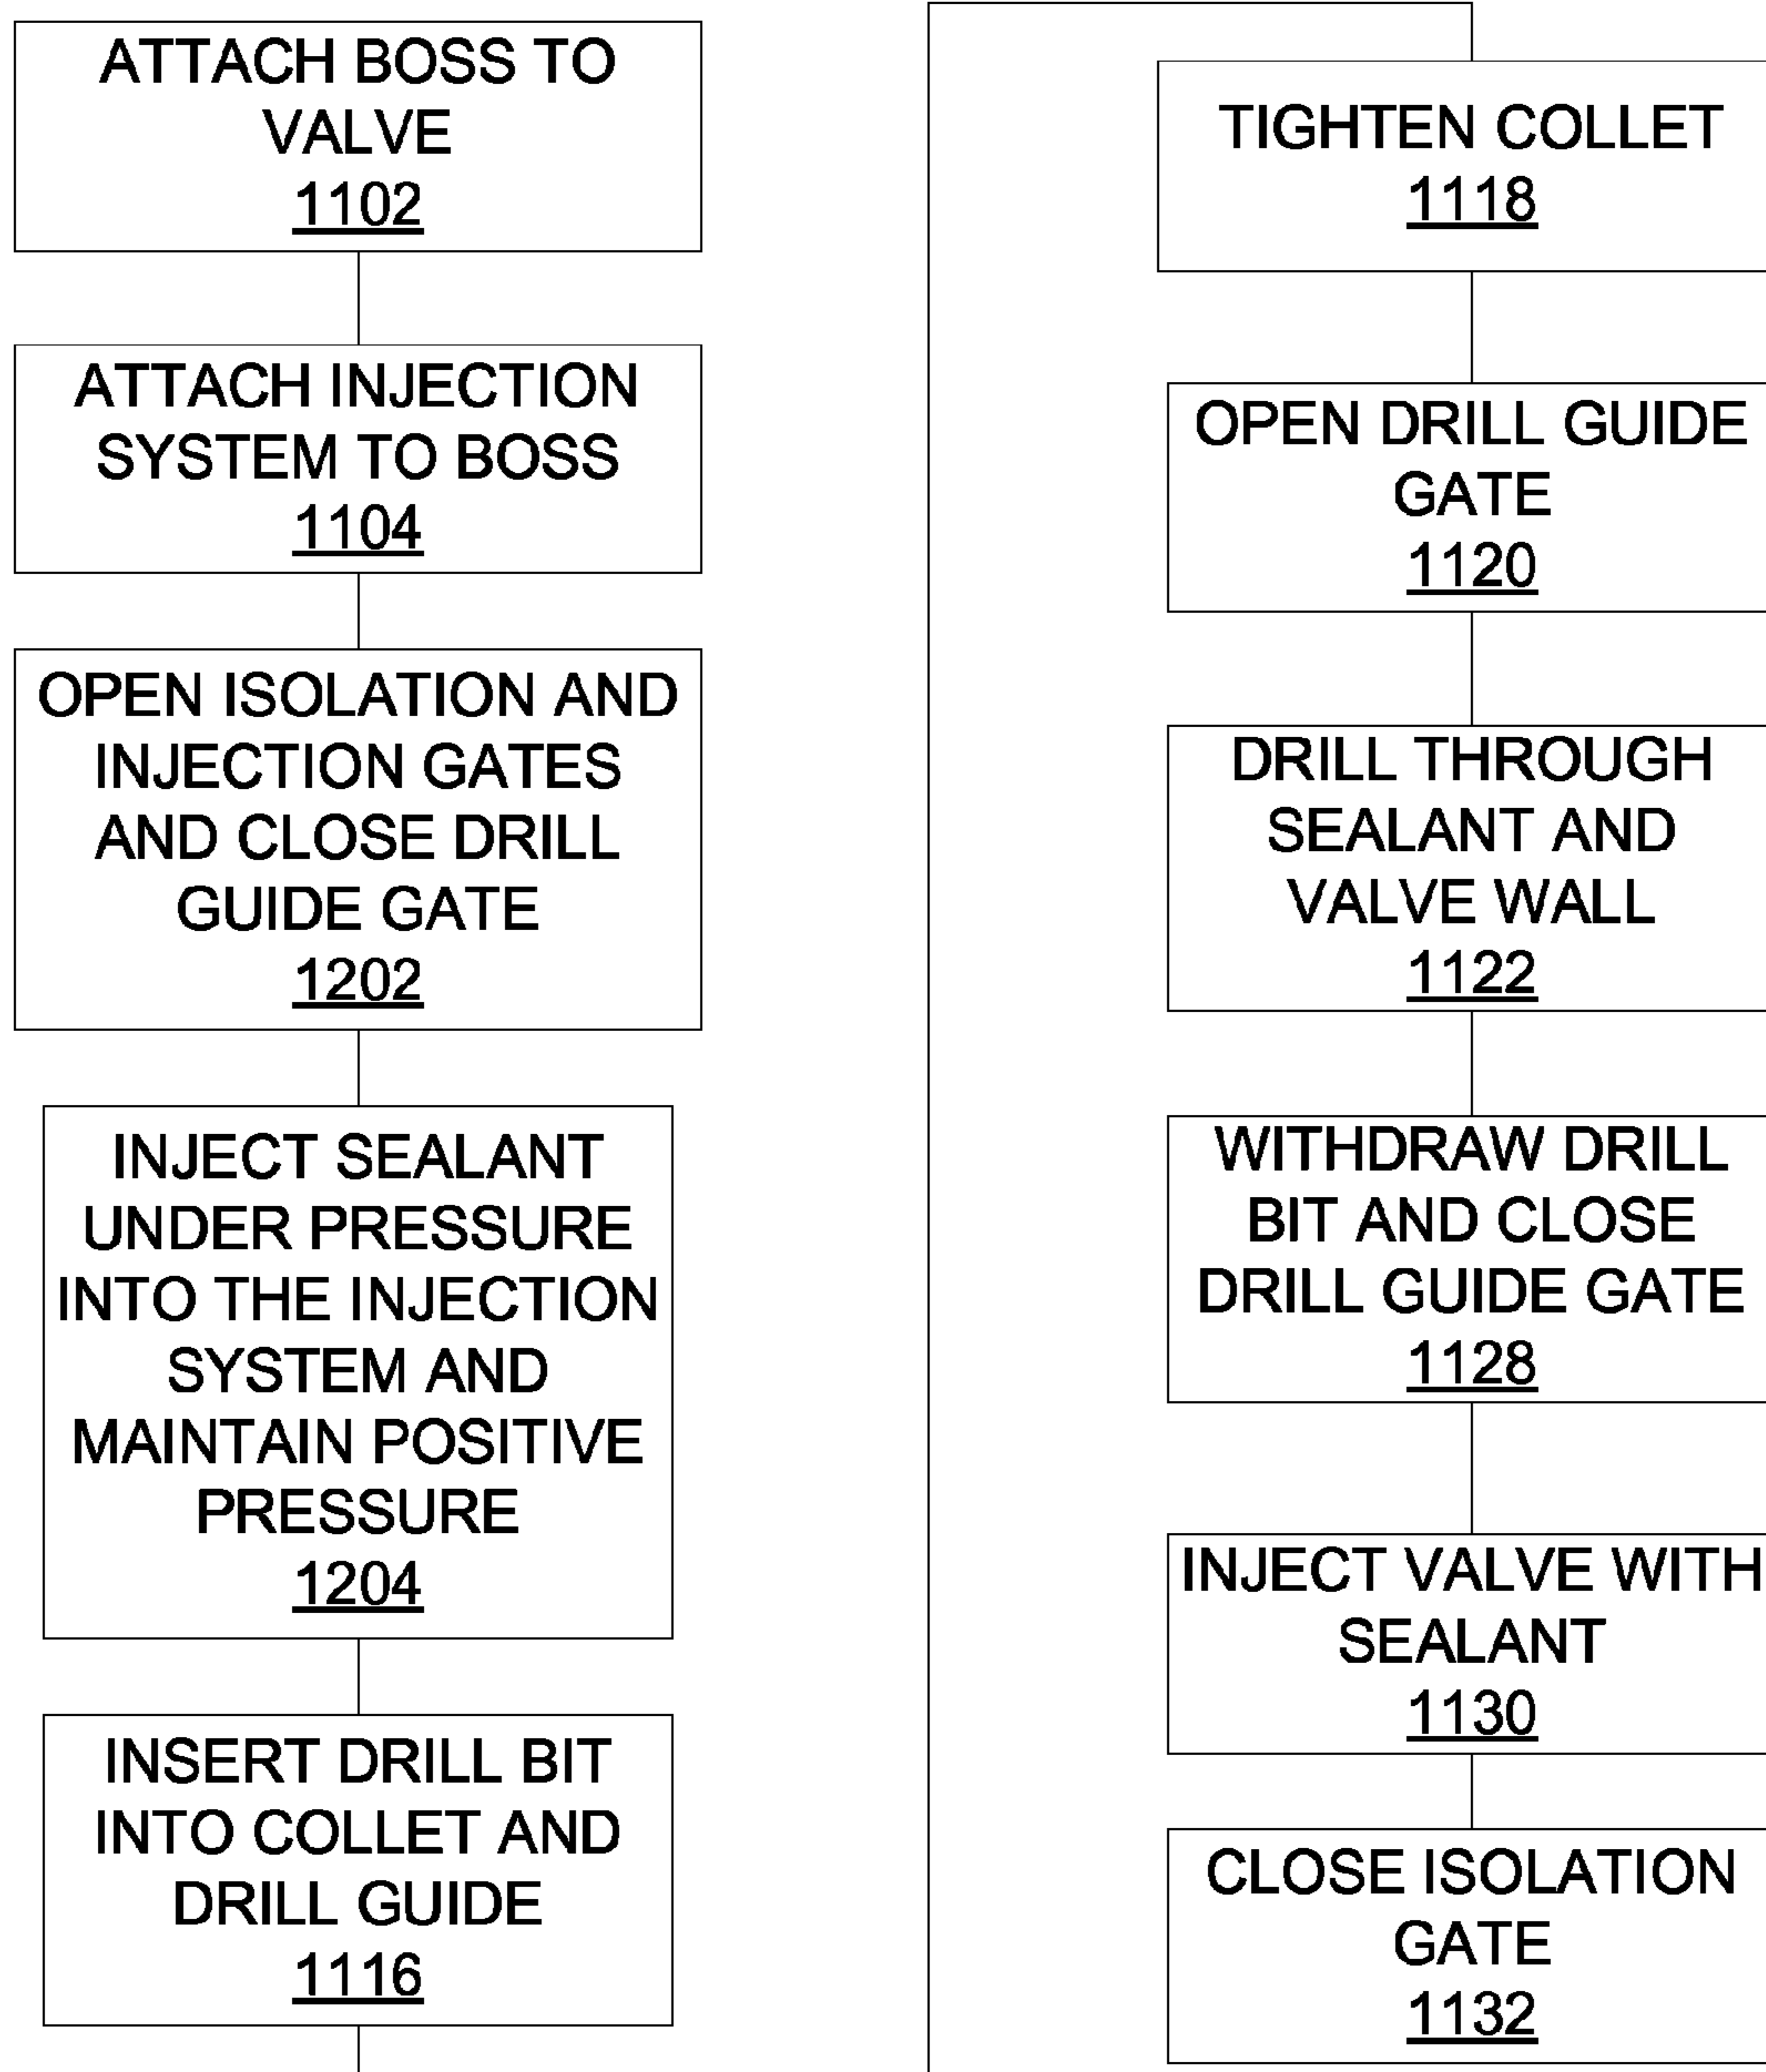 ATTACH BOSS TO
VALVE
1102
ATTACH INJECTION
SYSTEM TO BOSS
1104
OPEN ISOLATION AND
INJECTION GATES
AND CLOSE DRILL
GUIDE GATE
1202
INJECT SEALANT
UNDER PRESSURE
INTO THE INJECTION
SYSTEM AND
MAINTAIN POSITIVE
PRESSURE
1204
INSERT DRILL BIT
INTO COLLET AND
DRILL GUIDE
1116
TIGHTEN COLLET
1118
OPEN DRILL GUIDE
GATE
1120
DRILL THROUGH
SEALANT AND
VALVE WALL
1122
WITHDRAW DRILL
BIT AND CLOSE
DRILL GUIDE GATE
1128
INJECT VALVE WITH
SEALANT
1130
CLOSE ISOLATION
GATE
1132